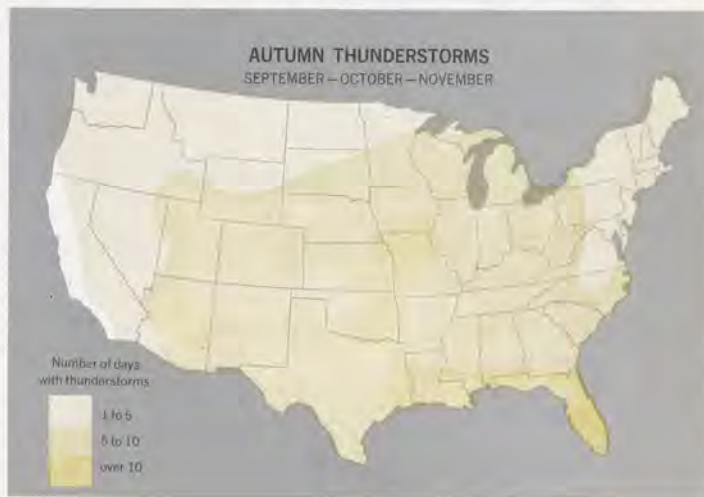 AUTUMN THUNDERSTORMS
SEPTEMBER — OCTOBER — NOVEMBER
Number of days
with thunderstorms
1 to 5
5 to 10
over 10